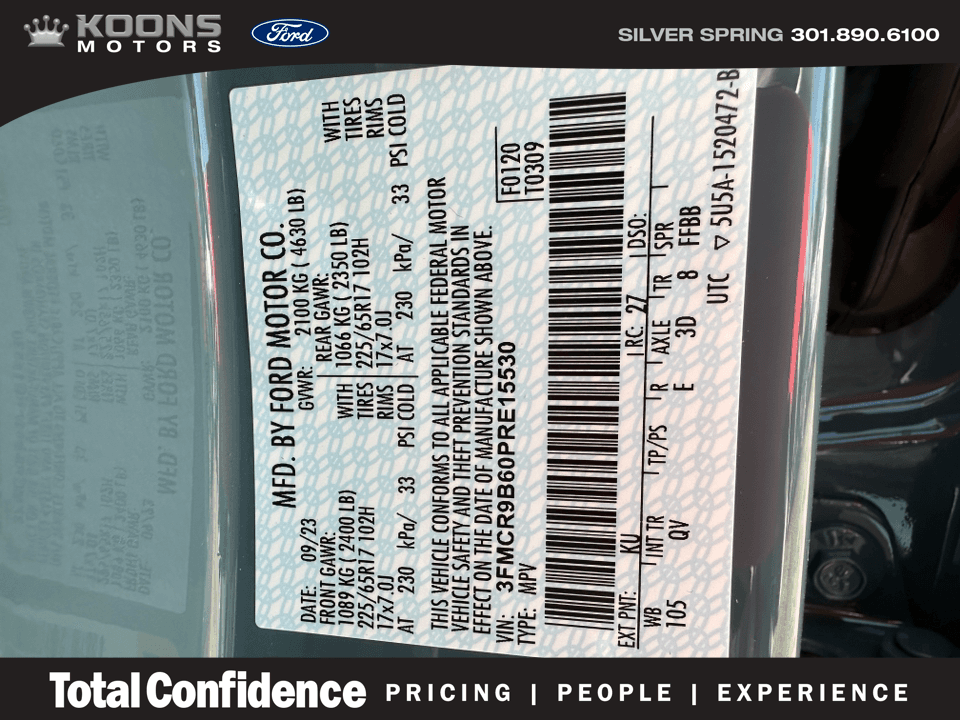 KOONS
MOTORS
Ford
SILVER SPRING 301.890.6100
MFD. BY FORD MOTOR CO.
DATE: 09/23 GVWR: 2100 KG ( 4630 LB)
FRONT GAWR: REAR GAWR:
1089 KG ( 2400 LB) WITH 1066 KG ( 2350 LB) WITH
225/65R17 102H TIRES 225/65R17 102H TIRES
17x7.0J RIMS 17x7.0J RIMS
AT 230 kPa/ 33 PSI COLD AT 230 kPa/ 33 PSI COLD
THIS VEHICLE CONFORMS TO ALL APPLICABLE FEDERAL MOTOR
VEHICLE SAFETY AND THEFT PREVENTION STANDARDS IN
EFFECT ON THE DATE OF MANUFACTURE SHOWN ABOVE.
VIN: 3FMCR9B60PRE15530 F0120
TYPE: MPV T0309
EXT PNT: KU RC: 27 DSO:
WB INT TR TP/PS R AXLE TR SPR
105 QV E 3D 8 FFBB
UTC ▽ 5U5A-1520472-B
Total Confidence PRICING | PEOPLE | EXPERIENCE